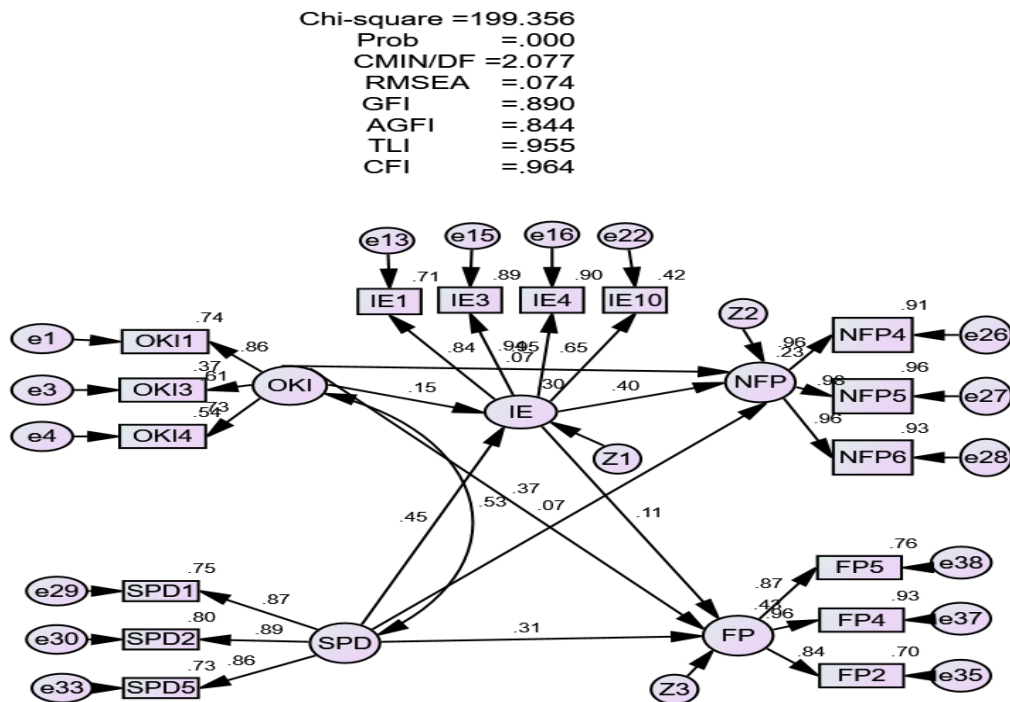 Chi-square =199.356
Prob =.000
CMIN/DF =2.077
RMSEA =.074
GFI =.890
AGFI =.844
TLI =.955
CFI =.964
e13 e15 e16 e22
.71 .89 .90 .42
IE1 IE3 IE4 IE10
Z2
.91
.74
NFP4 e26
e1 OKI1
.84 .94 .95 .65
.86 .07 .96
.23
.37
.61
OKI NFP
.96
e3 OKI3
.15 .30 .40 .98
NFP5 e27
.73
.54
IE
.96
.93
e4 OKI4
Z1
NFP6 e28
.37
.53 .07
.45 .11
.76
FP5 e38
.75
e29 SPD1
.87 .87
.43
.93
.80
.96
FP4 e37
e30 SPD2
.89 SPD .31 FP
.73 .86 .84 .70
e33 SPD5
Z3
FP2 e35